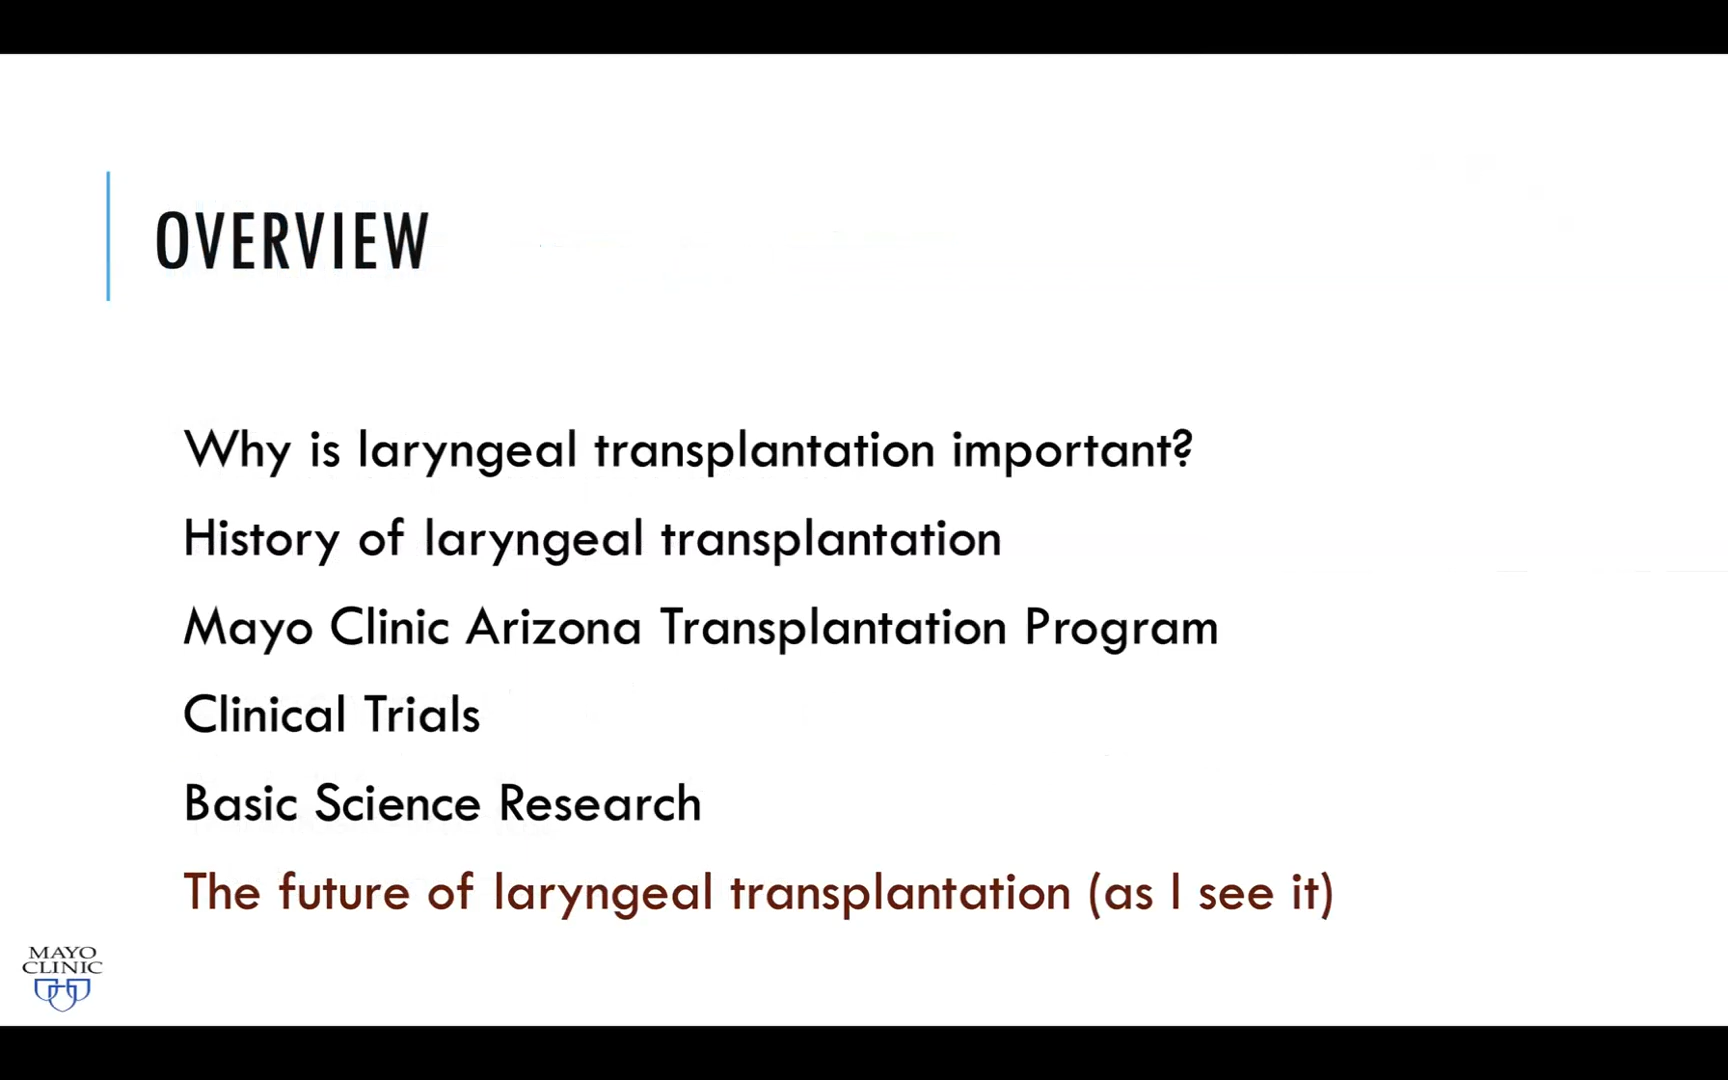 OVERVIEW
Why is laryngeal transplantation important?
History of laryngeal transplantation
Mayo Clinic Arizona Transplantation Program
Clinical Trials
Basic Science Research
The future of laryngeal transplantation (as I see it)
MAYO
CLINIC